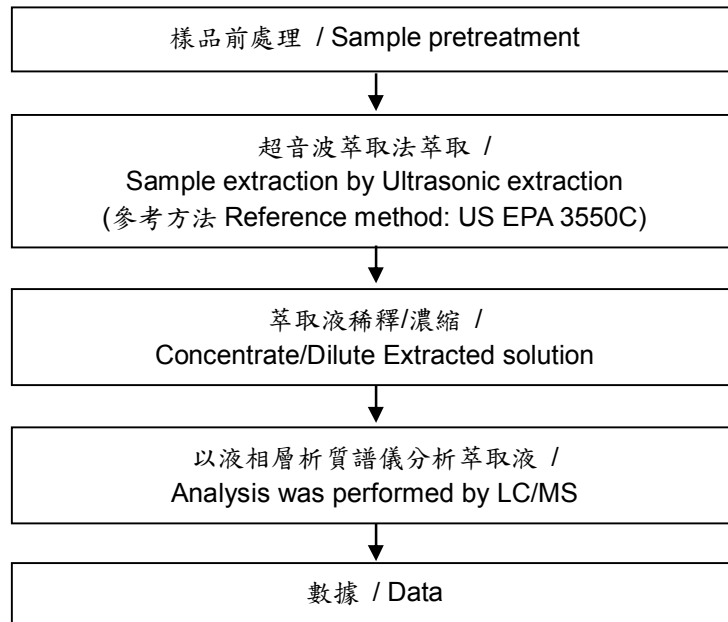 樣品前處理 / Sample pretreatment
超音波萃取法萃取 /
Sample extraction by Ultrasonic extraction
(參考方法 Reference method: US EPA 3550C)
萃取液稀釋/濃縮 /
Concentrate/Dilute Extracted solution
以液相層析質譜儀分析萃取液 /
Analysis was performed by LC/MS
數據 / Data